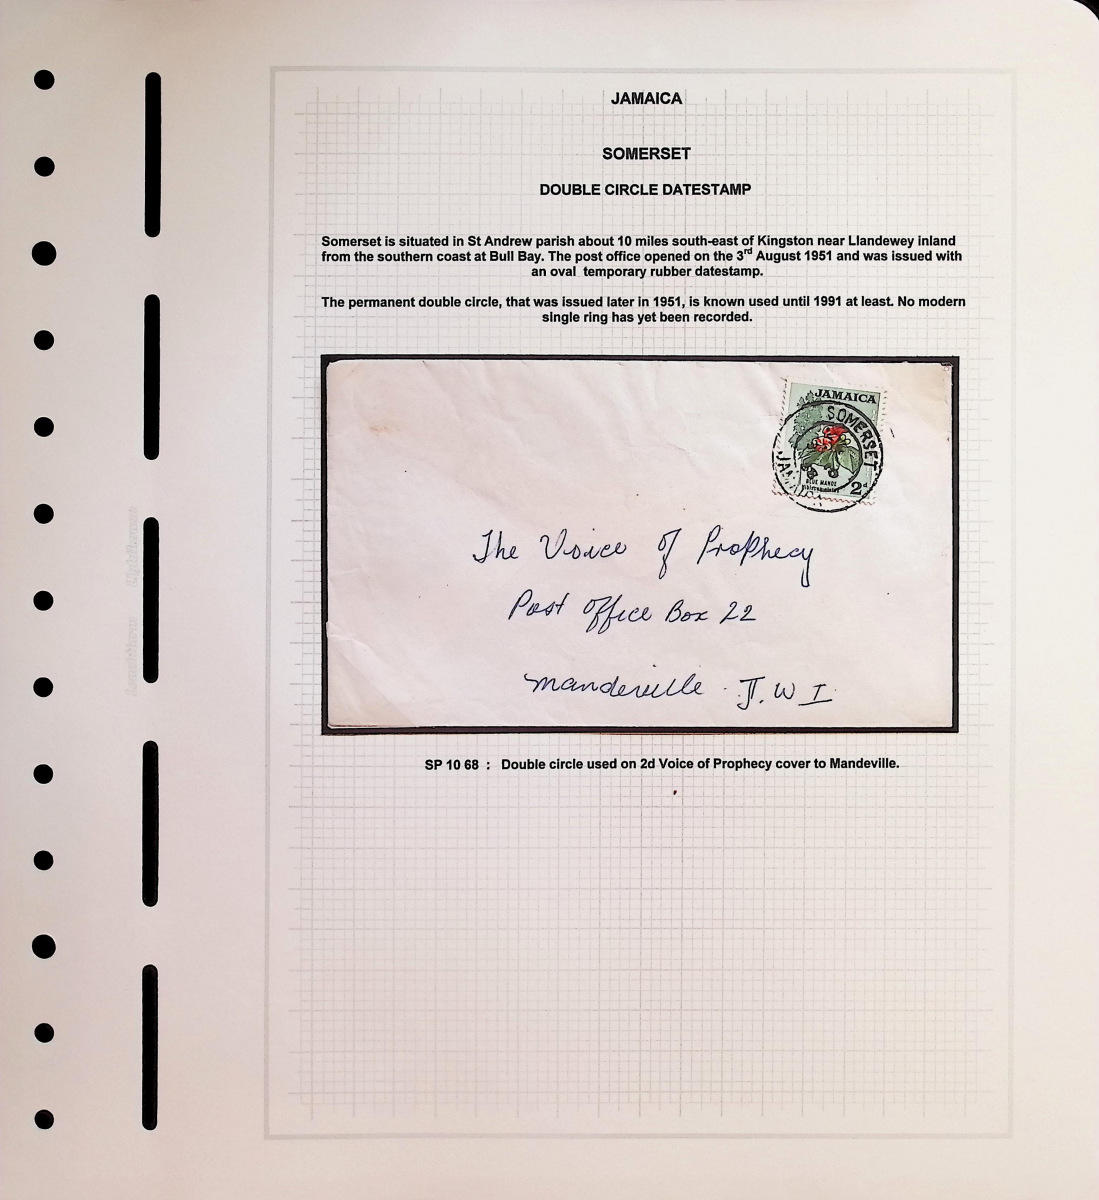 JAMAICA
SOMERSET
DOUBLE CIRCLE DATESTAMP
Somerset is situated in St Andrew parish about 10 miles south-east of Kingston near Llandewey inland
from the southern coast at Bull Bay. The post office opened on the 3rd August 1951 and was issued with
an oval temporary rubber datestamp.
The permanent double circle, that was issued later in 1951, is known used until 1991 at least. No modern
single ring has yet been recorded.
JAMAICA
SOMERSET
JAMAICA
BLUE MAHOE
2d
The Voice of Prophecy
Post Office Box 22
Mandeville J.W I
SP 10 68 : Double circle used on 2d Voice of Prophecy cover to Mandeville.